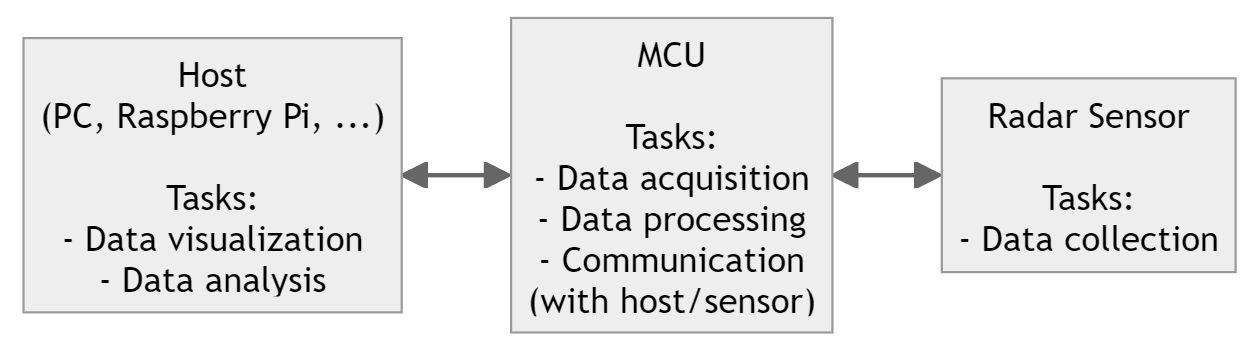 Host
(PC, Raspberry Pi, ...)
Tasks:
- Data visualization
- Data analysis
MCU
Tasks:
- Data acquisition
- Data processing
- Communication
(with host/sensor)
Radar Sensor
Tasks:
- Data collection